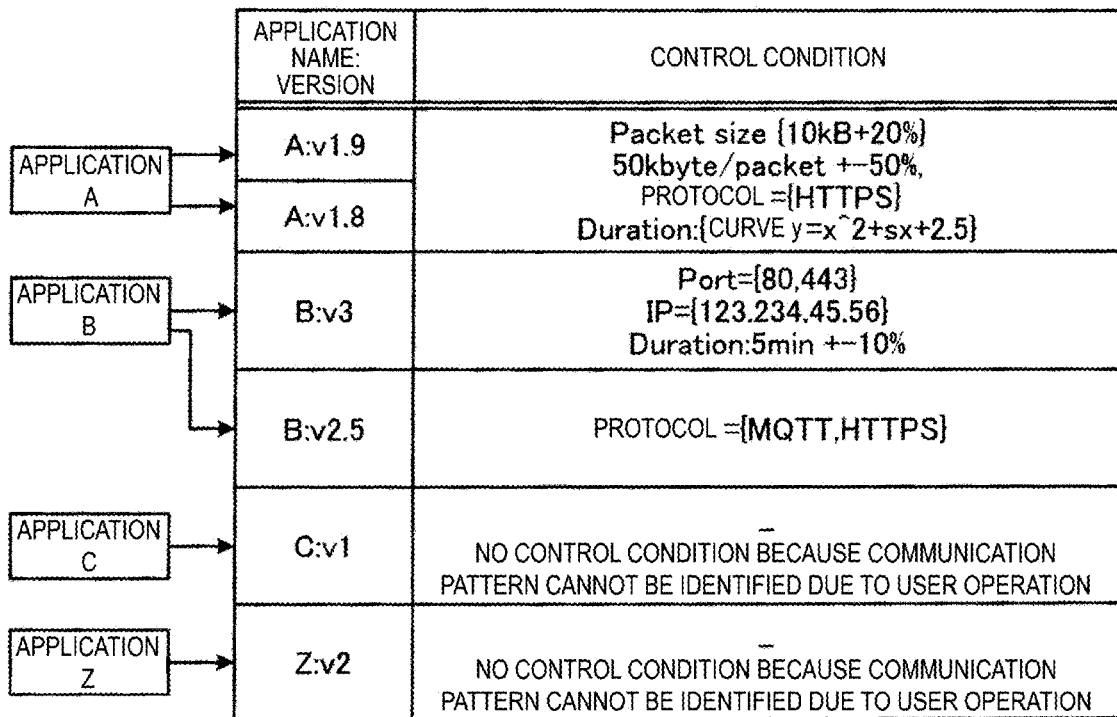 APPLICATION
NAME:
VERSION
CONTROL CONDITION
APPLICATION
A
A:v1.9
A:v1.8
Packet size {10kB+20%}
50kbyte/packet +-50%,
PROTOCOL={HTTPS}
Duration:{CURVE y=x^2+sx+2.5}
APPLICATION
B
B:v3
Port={80,443}
IP={123.234.45.56}
Duration:5min +-10%
B:v2.5
PROTOCOL={MQTT,HTTPS}
APPLICATION
C
C:v1
–
NO CONTROL CONDITION BECAUSE COMMUNICATION
PATTERN CANNOT BE IDENTIFIED DUE TO USER OPERATION
APPLICATION
Z
Z:v2
–
NO CONTROL CONDITION BECAUSE COMMUNICATION
PATTERN CANNOT BE IDENTIFIED DUE TO USER OPERATION